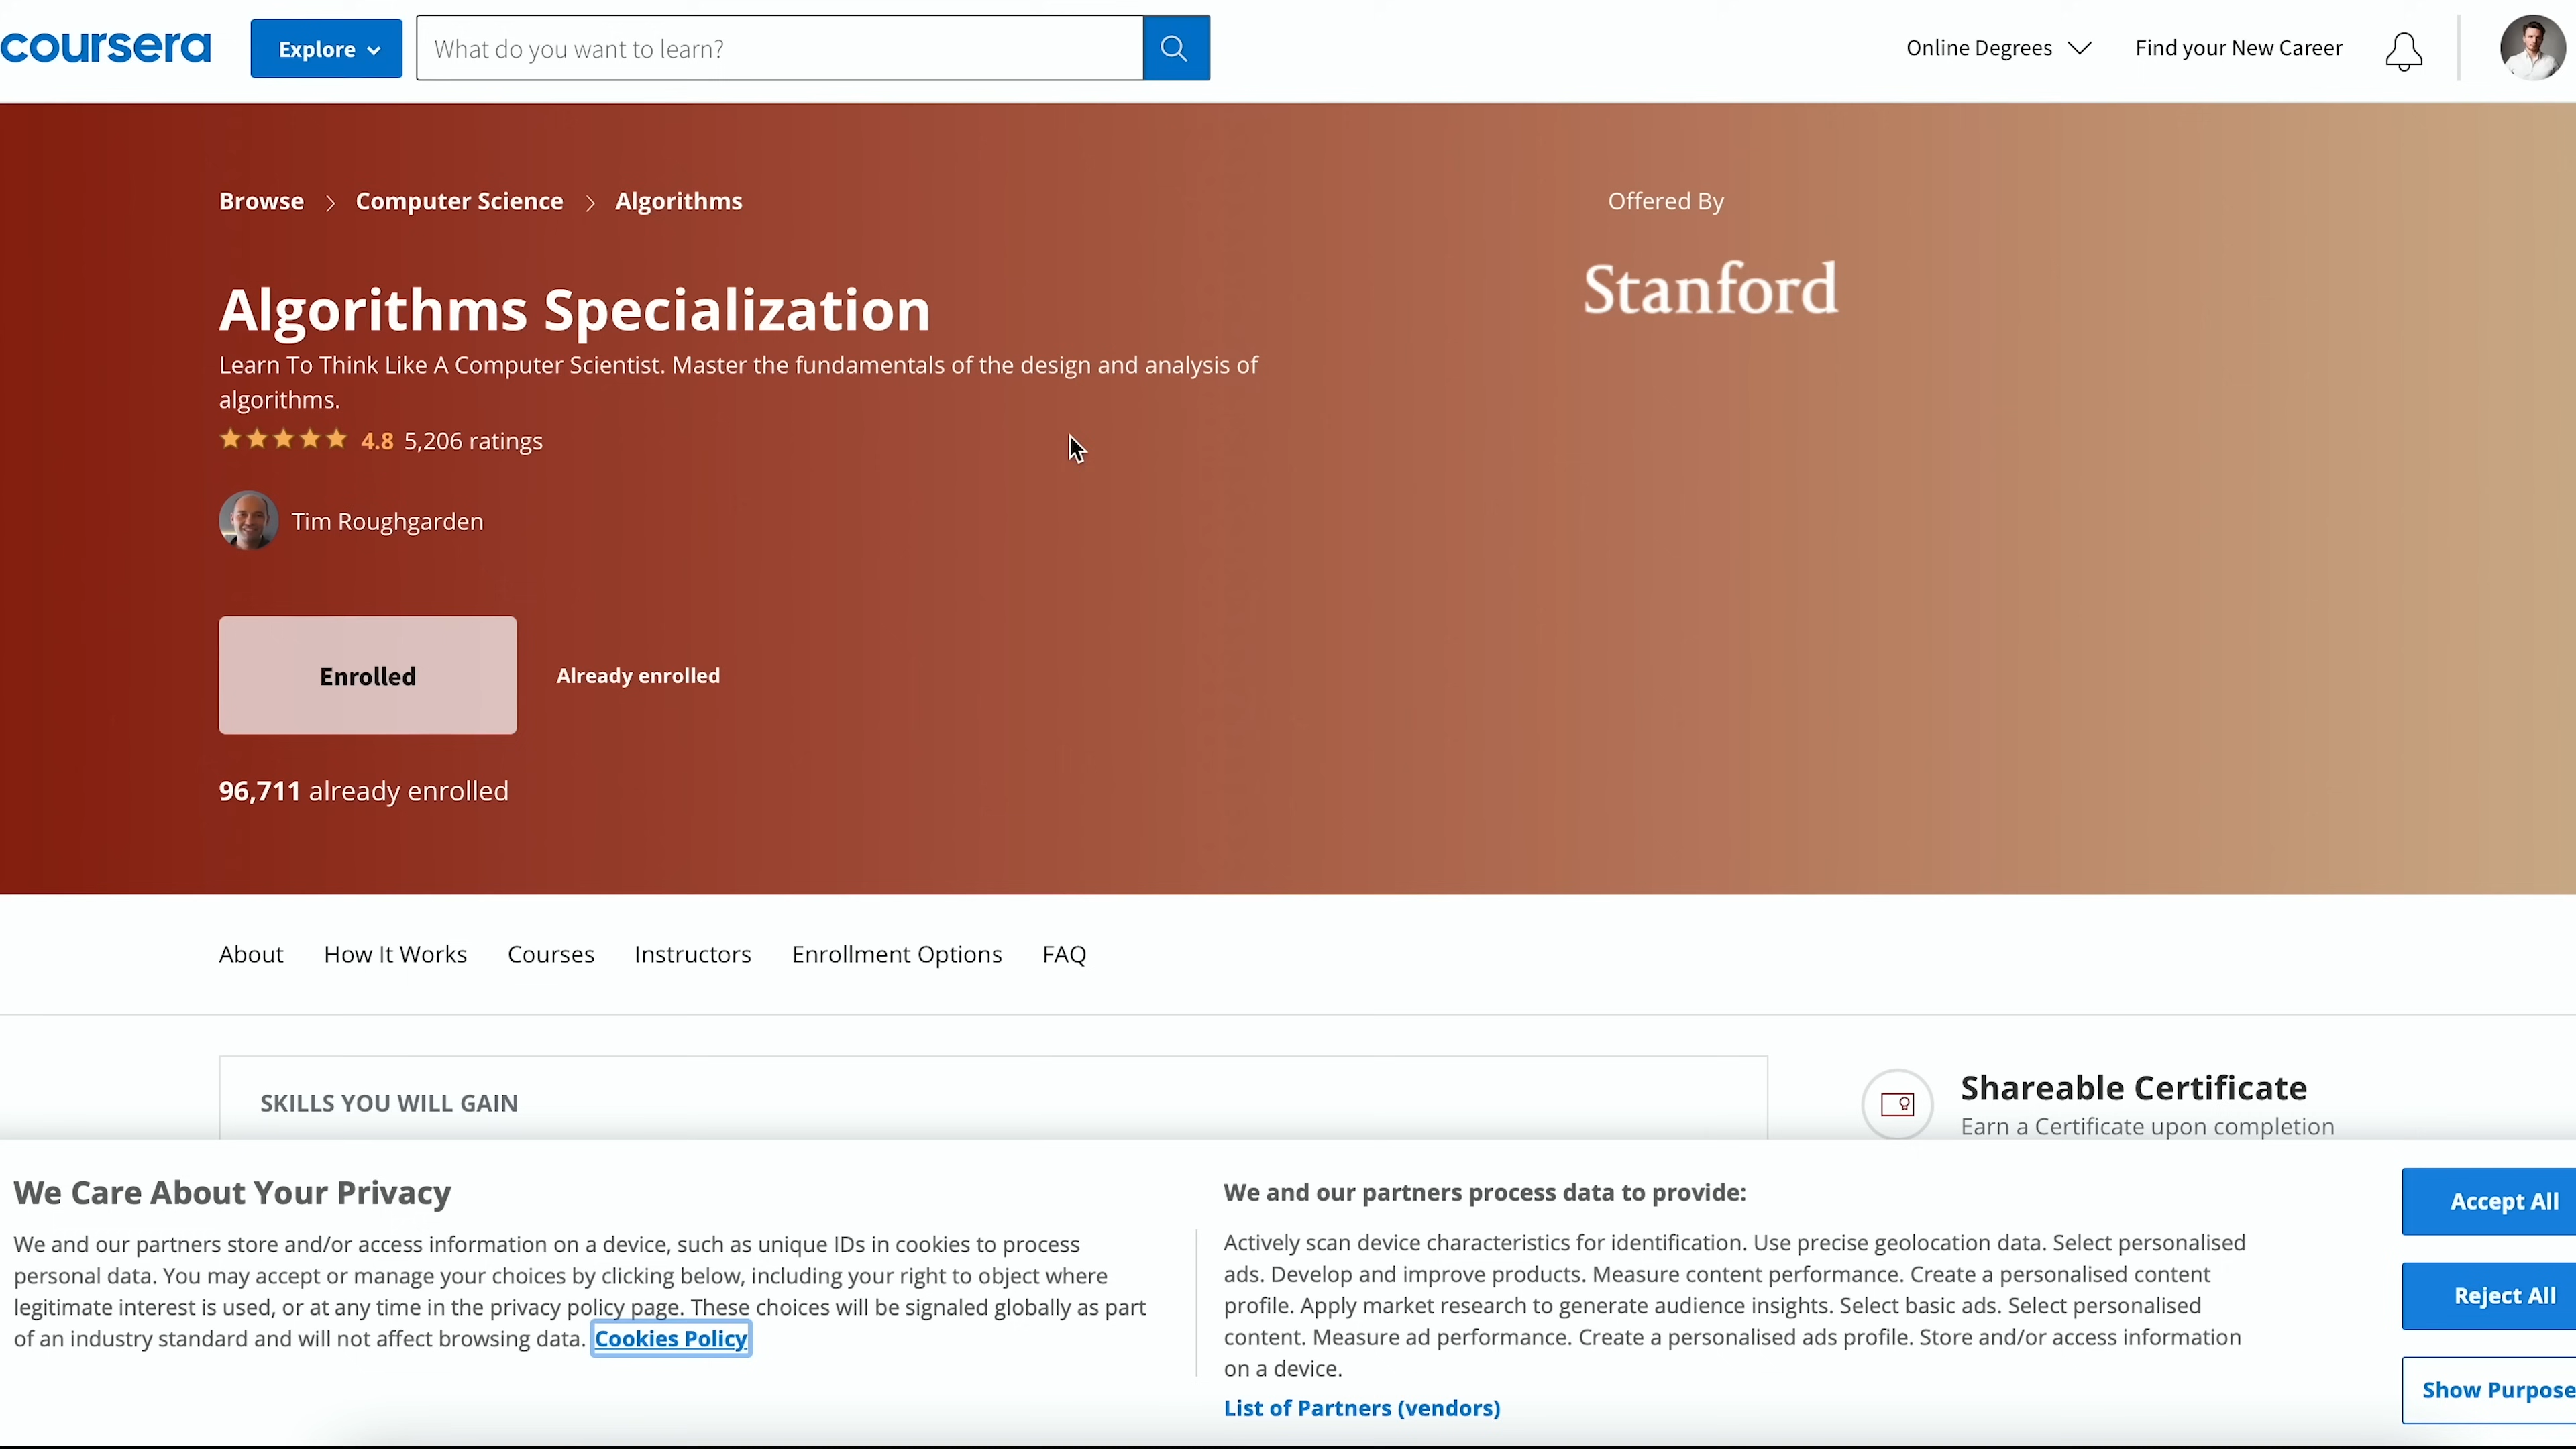 coursera
Explore
What do you want to learn?
Online Degrees
Find your New Career
Browse > Computer Science > Algorithms
Offered By
Stanford
Algorithms Specialization
Learn To Think Like A Computer Scientist. Master the fundamentals of the design and analysis of
algorithms.
4.8 5,206 ratings
Tim Roughgarden
Enrolled
Already enrolled
96,711 already enrolled
About
How It Works
Courses
Instructors
Enrollment Options
FAQ
SKILLS YOU WILL GAIN
Shareable Certificate
Earn a Certificate upon completion
We Care About Your Privacy
We and our partners store and/or access information on a device, such as unique IDs in cookies to process
personal data. You may accept or manage your choices by clicking below, including your right to object where
legitimate interest is used, or at any time in the privacy policy page. These choices will be signaled globally as part
of an industry standard and will not affect browsing data. Cookies Policy
We and our partners process data to provide:
Actively scan device characteristics for identification. Use precise geolocation data. Select personalised
ads. Develop and improve products. Measure content performance. Create a personalised content
profile. Apply market research to generate audience insights. Select basic ads. Select personalised
content. Measure ad performance. Create a personalised ads profile. Store and/or access information
on a device.
List of Partners (vendors)
Accept All
Reject All
Show Purpose